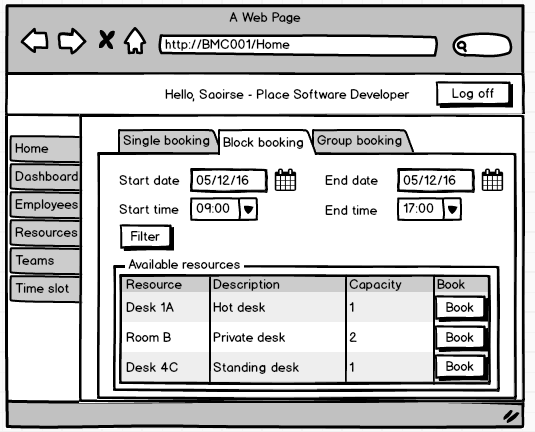 A Web Page
http://BMC001/Home
Hello, Saoirse - Place Software Developer
Log off
Home
Dashboard
Employees
Resources
Teams
Time slot
Single booking
Block booking
Group booking
Start date 05/12/16 End date 05/12/16
Start time 09:00 End time 17:00
Filter
Available resources
Resource Description Capacity Book
Desk 1A Hot desk 1 Book
Room B Private desk 2 Book
Desk 4C Standing desk 1 Book